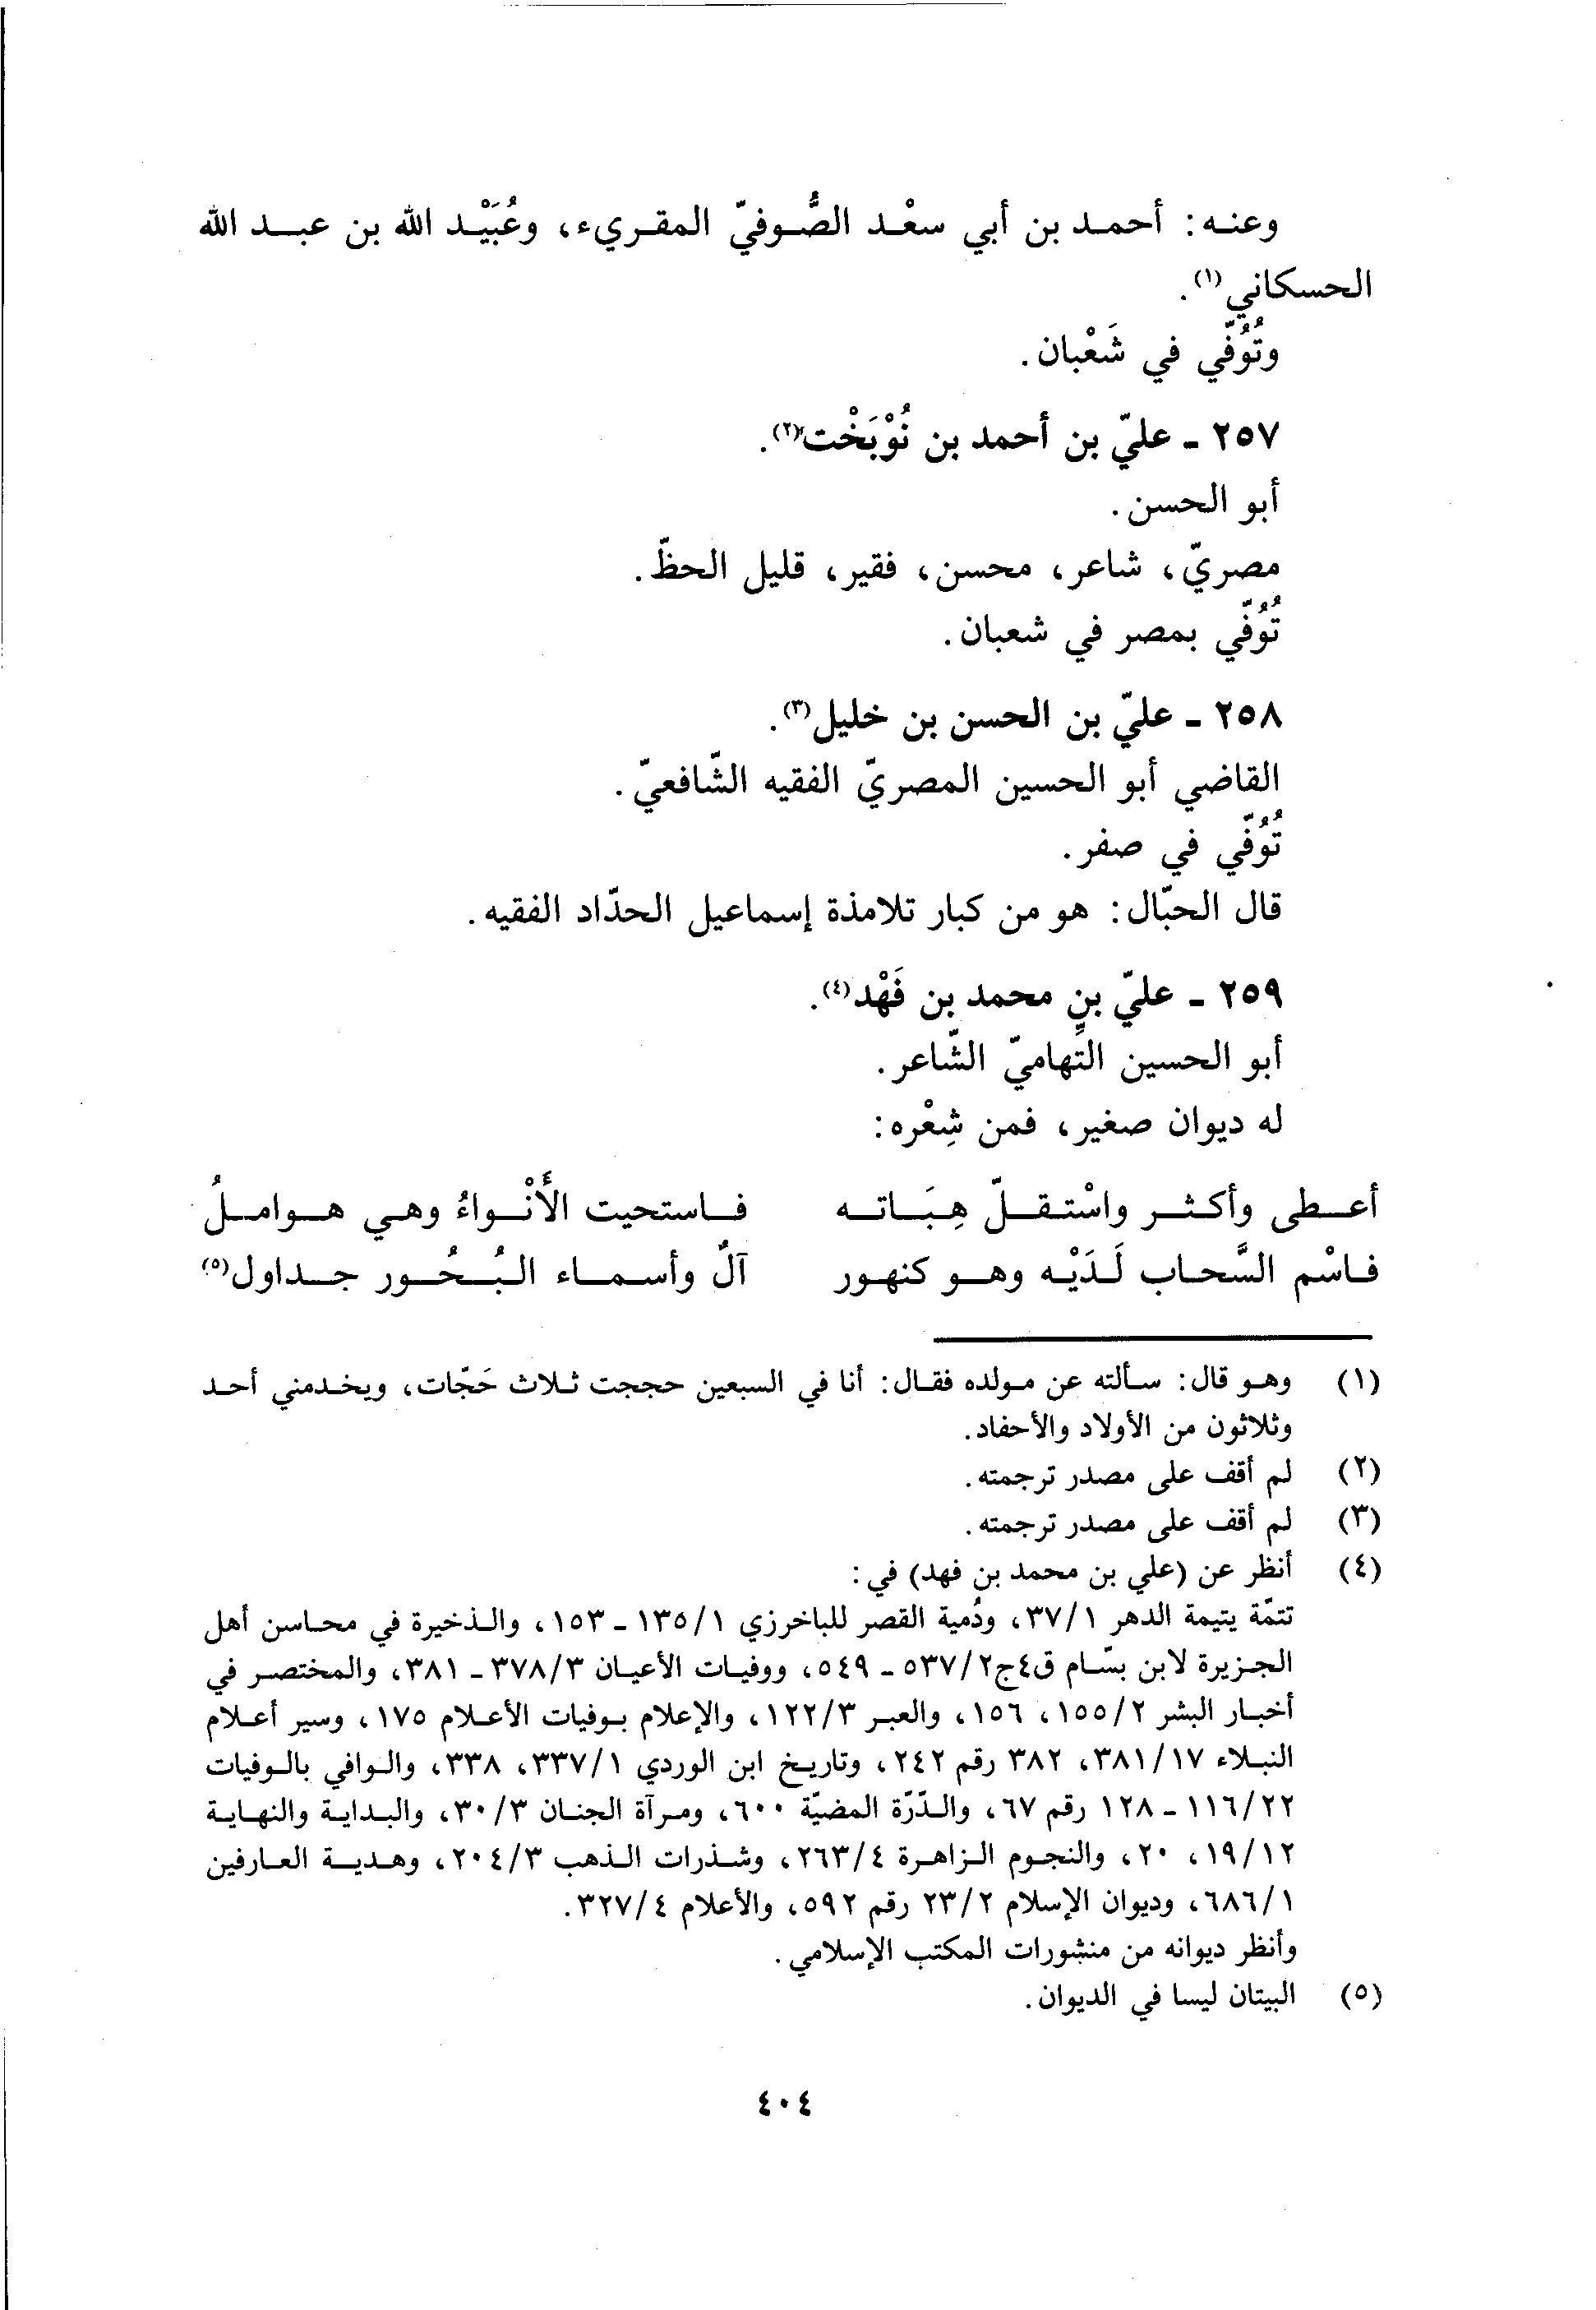 وعنه: أحمد بن أبي سعْد الصُّوفيّ المقريء، وعُبَيْد الله بن عبد الله
الحسكاني(١).
وتُوُفّي في شَعْبان.
٢٥٧ - عليّ بن أحمد بن نُوْبَخْت(٢).
أبو الحسن.
مصريّ، شاعر، محسن، فقير، قليل الحظّ.
تُوُفّي بمصر في شعبان.
٢٥٨ - عليّ بن الحسن بن خليل(٣).
القاضي أبو الحسين المصريّ الفقيه الشّافعيّ.
تُوُفّي في صفر.
قال الحبّال: هو من كبار تلامذة إسماعيل الحدّاد الفقيه.
٢٥٩ - عليّ بن محمد بن فَهْد(٤).
أبو الحسين التِّهاميّ الشّاعر.
له ديوان صغير، فمن شِعْره:
أعطى وأكثر واسْتقلّ هِبَاته فاستحيت الأَنْواءُ وهي هواملُ
فاسْم السَّحاب لَدَيْه وهو كنهور آلٌ وأسماء البُحُور جداول(٥)
(١) وهو قال: سألته عن مولده فقال: أنا في السبعين حججت ثلاث حَجّات، ويخدمني أحد
وثلاثون من الأولاد والأحفاد.
(٢) لم أقف على مصدر ترجمته.
(٣) لم أقف على مصدر ترجمته.
(٤) أنظر عن (علي بن محمد بن فهد) في:
تتمّة يتيمة الدهر ٣٧/١، ودُمية القصر للباخرزي ١٣٥/١ - ١٥٣، والذخيرة في محاسن أهل
الجزيرة لابن بسّام ق٤ج٥٣٧/٢ - ٥٤٩، ووفيات الأعيان ٣٧٨/٣ - ٣٨١، والمختصر في
أخبار البشر ١٥٥/٢، ١٥٦، والعبر ١٢٢/٣، والإعلام بوفيات الأعلام ١٧٥، وسير أعلام
النبلاء ٣٨١/١٧، ٣٨٢ رقم ٢٤٢، وتاريخ ابن الوردي ٣٣٧/١، ٣٣٨، والوافي بالوفيات
١١٦/٢٢ - ١٢٨ رقم ٦٧، والدّرّة المضيّة ٦٠٠، ومرآة الجنان ٣٠/٣، والبداية والنهاية
١٩/١٢، ٢٠، والنجوم الزاهرة ٢٦٣/٤، وشذرات الذهب ٢٠٤/٣، وهدية العارفين
٦٨٦/١، وديوان الإسلام ٢٣/٢ رقم ٥٩٢، والأعلام ٣٢٧/٤.
وأنظر ديوانه من منشورات المكتب الإسلامي.
(٥) البيتان ليسا في الديوان.
٤٠٤